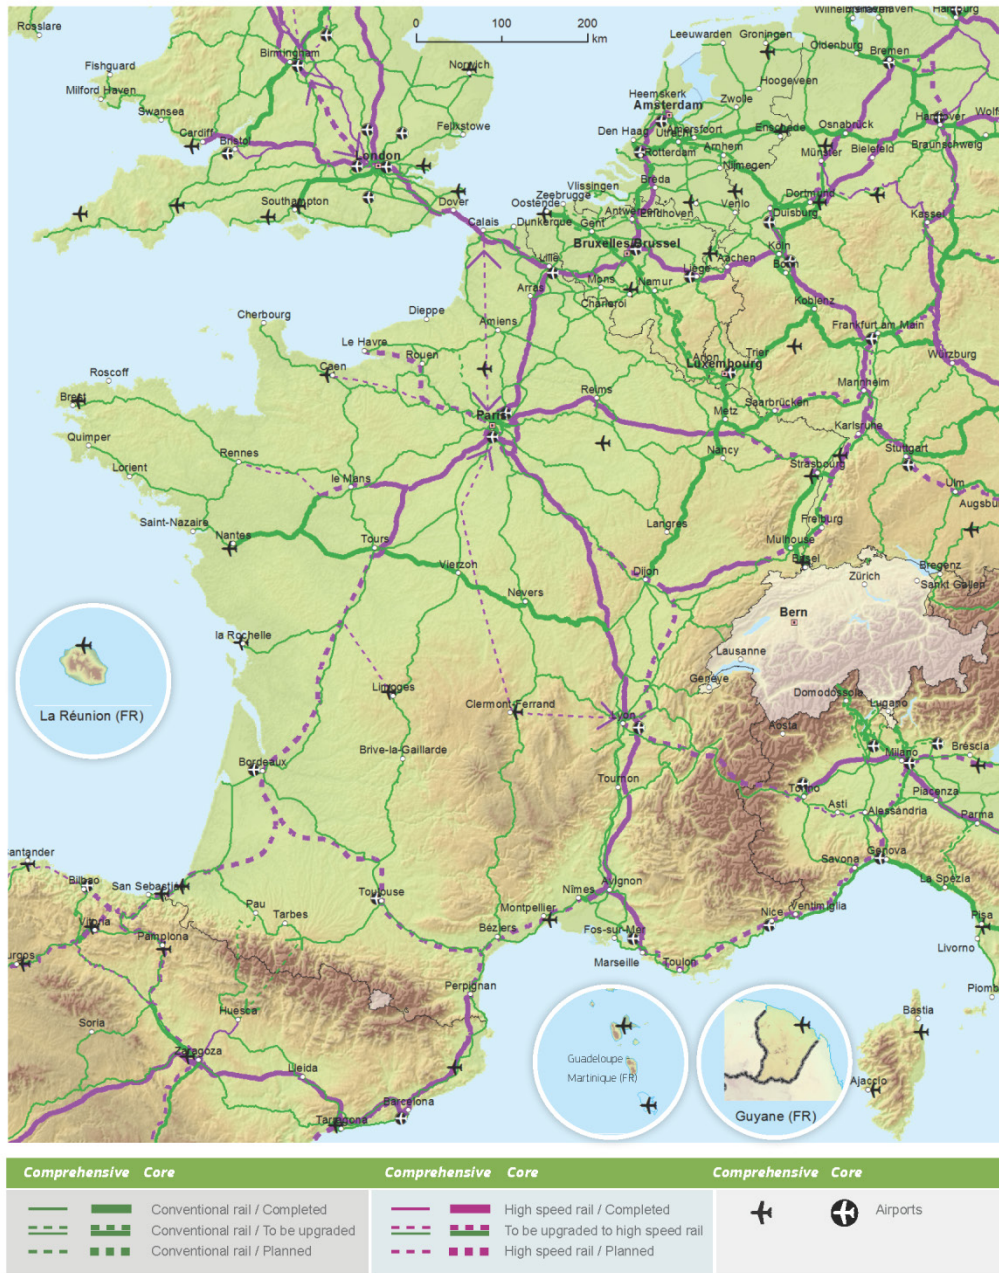 Rosslare
Wilhelmshaven
Hamburg
0 100 200
km
Leeuwarden
Groningen
Oldenburg
Bremen
Birmingham
Norwich
Fishguard
Hoogeveen
Milford Haven
Heemskerk
Zwolle
Amsterdam
Swansea
Felixstowe
Hannover
Wolfs
Cardiff
Bristol
Den Haag
Utrecht
Amersfoort
Enschede
Osnabrück
London
Rotterdam
Arnhem
Münster
Bielefeld
Braunschweig
Nijmegen
Vlissingen
Breda
Zeebrugge
Dortmund
Southampton
Dover
Oostende
Antwerpen
Eindhoven
Venlo
Duisburg
Calais
Dunkerque
Gent
Kassel
Bruxelles/Brussel
Köln
Lille
Liège
Aachen
Bonn
Mons
Namur
Arras
Charleroi
Koblenz
Dieppe
Cherbourg
Amiens
Frankfurt am Main
Le Havre
Rouen
Arlon
Trier
Caen
Luxembourg
Würzburg
Roscoff
Reims
Mannheim
Brest
Saarbrücken
Paris
Metz
Karlsruhe
Quimper
Nancy
Stuttgart
Rennes
Lorient
le Mans
Strasbourg
Ulm
Augsbu
Saint-Nazaire
Langres
Freiburg
Nantes
Tours
Mulhouse
Basel
Vierzon
Dijon
Bregenz
Zürich
Sankt Gallen
Nevers
Bern
la Rochelle
Lausanne
Genève
Limoges
Clermont-Ferrand
Domodossola
Lugano
La Réunion (FR)
Lyon
Aosta
Brive-la-Gaillarde
Bordeaux
Milano
Bréscia
Tournon
Torino
Piacenza
Asti
Alessandria
Parma
Santander
Genova
Savona
Bilbao
San Sebastián
Avignon
La Spezia
Toulouse
Nîmes
Pau
Montpellier
Tarbes
Ventimiglia
Nice
Vitoria
Béziers
Fos-sur-Mer
Pisa
Pamplona
Marseille
Toulon
Livorno
urgos
Perpignan
Piomb
Huesca
Bastia
Soria
Zaragoza
Guadeloupe -
Lleida
Martinique (FR)
Ajaccio
Barcelona
Tarragona
Guyane (FR)
Comprehensive Core
Comprehensive Core
Comprehensive Core
Conventional rail / Completed
High speed rail / Completed
Airports
Conventional rail / To be upgraded
To be upgraded to high speed rail
Conventional rail / Planned
High speed rail / Planned